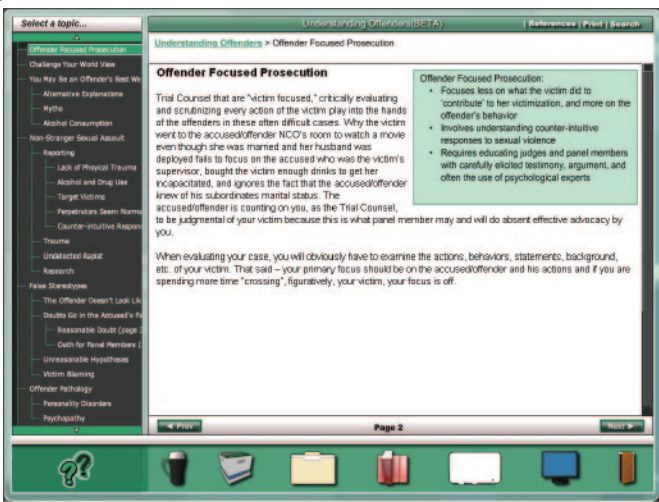 Select a topic...
Understanding Offenders(BETA)
| References | Print | Search
Offender Focused Prosecution
Challenge Your World View
You May Be an Offender's Best We
Alternative Explanations
Myths
Alcohol Consumption
Non-Stranger Sexual Assault
Reporting
Lack of Physical Trauma
Alcohol and Drug Use
Target Victims
Perpetrators Seem Norma
Counter-intuitive Respon
Trauma
Undetected Rapist
Research
False Stereotypes
The Offender Doesn't Look Lik
Doubts Go in the Accused's Fa
Reasonable Doubt (page 3
Oath for Panel Members (
Unreasonable Hypotheses
Victim Blaming
Offender Pathology
Personality Disorders
Psychopathy
Understanding Offenders > Offender Focused Prosecution
Offender Focused Prosecution
Trial Counsel that are "victim focused," critically evaluating
and scrutinizing every action of the victim play into the hands
of the offenders in these often difficult cases. Why the victim
went to the accused/offender NCO's room to watch a movie
even though she was married and her husband was
deployed fails to focus on the accused who was the victim's
supervisor, bought the victim enough drinks to get her
incapacitated, and ignores the fact that the accused/offender
knew of his subordinates marital status. The
accused/offender is counting on you, as the Trial Counsel,
to be judgmental of your victim because this is what panel member may and will do absent effective advocacy by
you.
When evaluating your case, you will obviously have to examine the actions, behaviors, statements, background,
etc. of your victim. That said – your primary focus should be on the accused/offender and his actions and if you are
spending more time "crossing", figuratively, your victim, your focus is off.
Offender Focused Prosecution:
• Focuses less on what the victim did to
'contribute' to her victimization, and more on the
offender's behavior
• Involves understanding counter-intuitive
responses to sexual violence
• Requires educating judges and panel members
with carefully elicited testimony, argument, and
often the use of psychological experts
◄ Prev
Page 2
Next ►
??